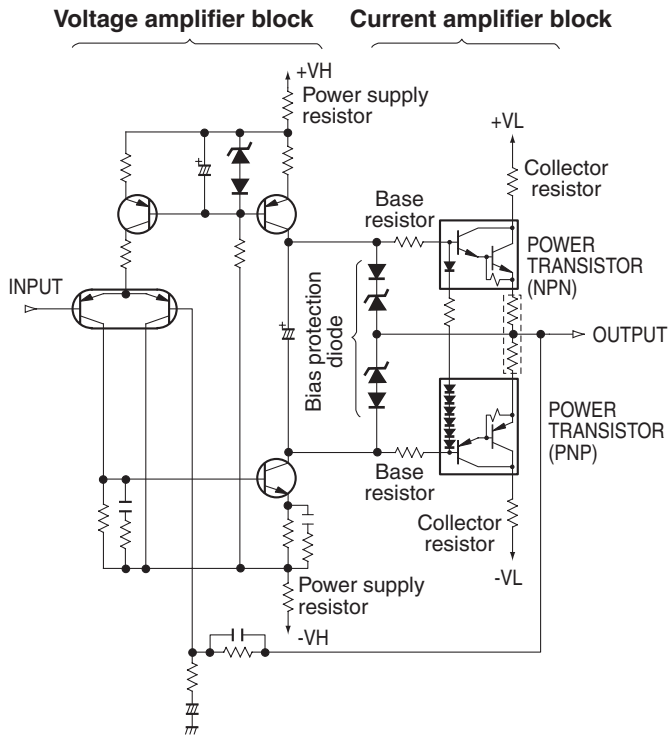 Voltage amplifier block
Current amplifier block
+VH
Power supply
resistor
+VL
Collector
resistor
Base
resistor
POWER
TRANSISTOR
(NPN)
INPUT
+
+
Bias protection
diode
OUTPUT
POWER
TRANSISTOR
(PNP)
Base
resistor
Collector
resistor
-VL
Power supply
resistor
-VH